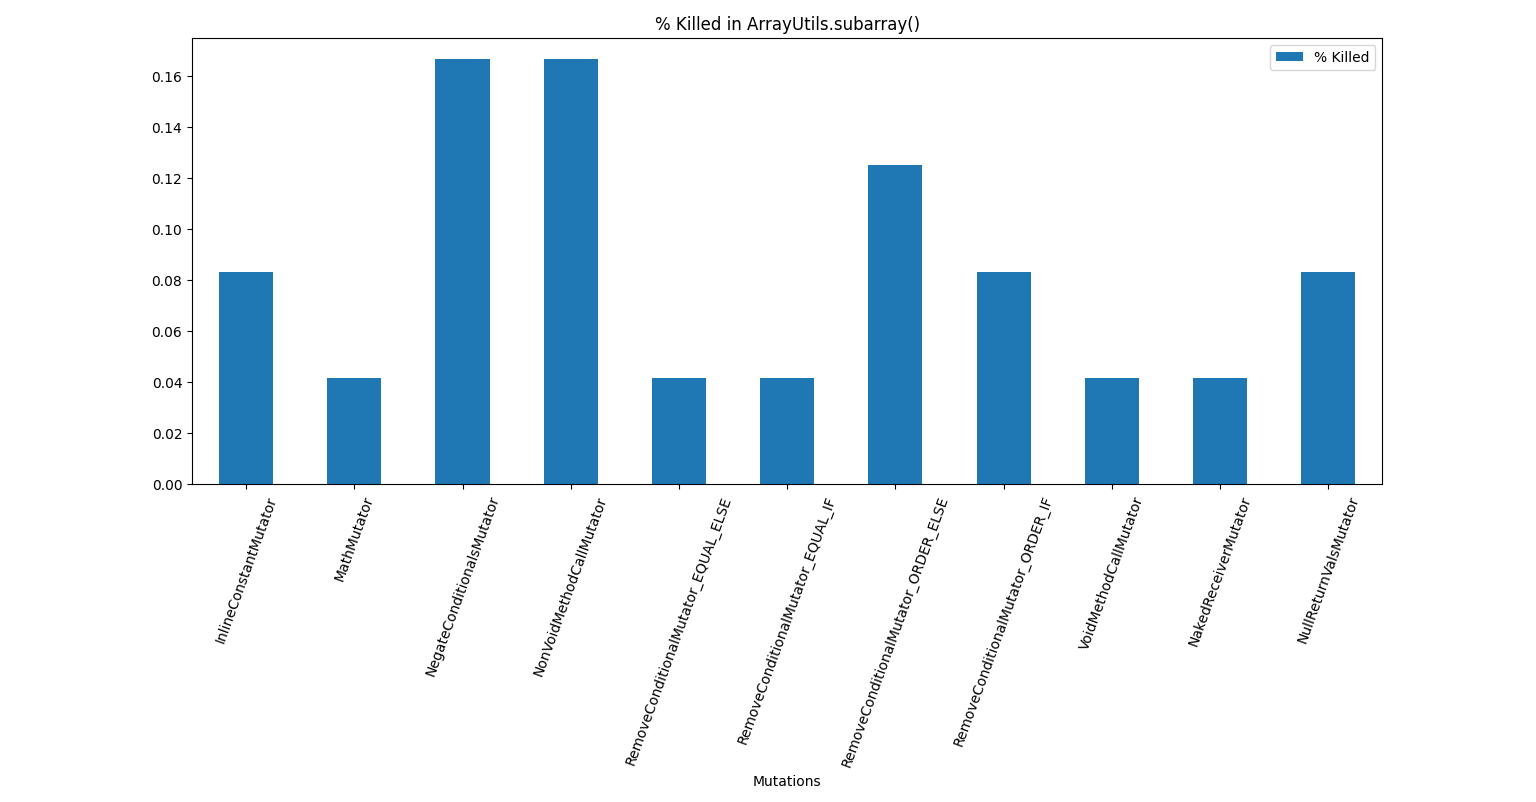 % Killed in ArrayUtils.subarray()
% Killed
0.16
0.14
0.12
0.10
0.08
0.06
0.04
0.02
0.00
InlineConstantMutator
MathMutator
NegateConditionalsMutator
NonVoidMethodCallMutator
RemoveConditionalMutator_EQUAL_ELSE
RemoveConditionalMutator_EQUAL_IF
RemoveConditionalMutator_ORDER_ELSE
RemoveConditionalMutator_ORDER_IF
VoidMethodCallMutator
NakedReceiverMutator
NullReturnValsMutator
Mutations